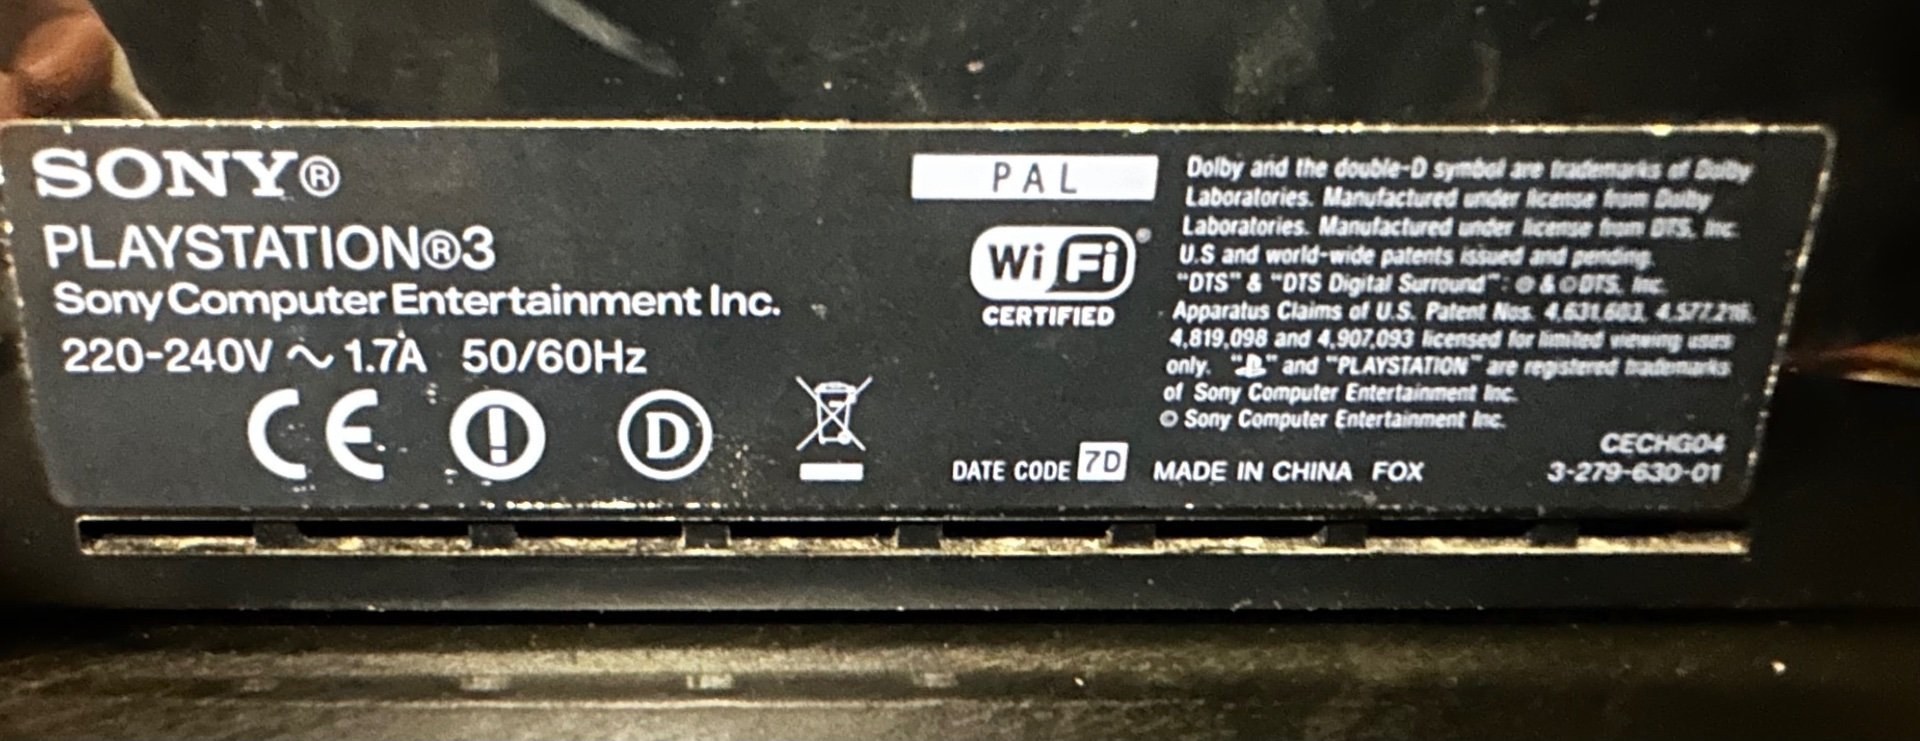 SONY®
PLAYSTATION®3
Sony Computer Entertainment Inc.
220-240V ~ 1.7A 50/60Hz
CE
D
PAL
Wi Fi®
CERTIFIED
DATE CODE 7D MADE IN CHINA FOX
Dolby and the double-D symbol are trademarks of Dolby
Laboratories. Manufactured under license from Dolby
Laboratories. Manufactured under license from DTS, Inc.
U.S and world-wide patents issued and pending.
"DTS" & "DTS Digital Surround": ℗ & © DTS, Inc.
Apparatus Claims of U.S. Patent Nos. 4,631,603, 4,577,216,
4,819,098 and 4,907,093 licensed for limited viewing uses
only. " " and "PLAYSTATION" are registered trademarks
of Sony Computer Entertainment Inc.
© Sony Computer Entertainment Inc.
CECHG04
3-279-630-01